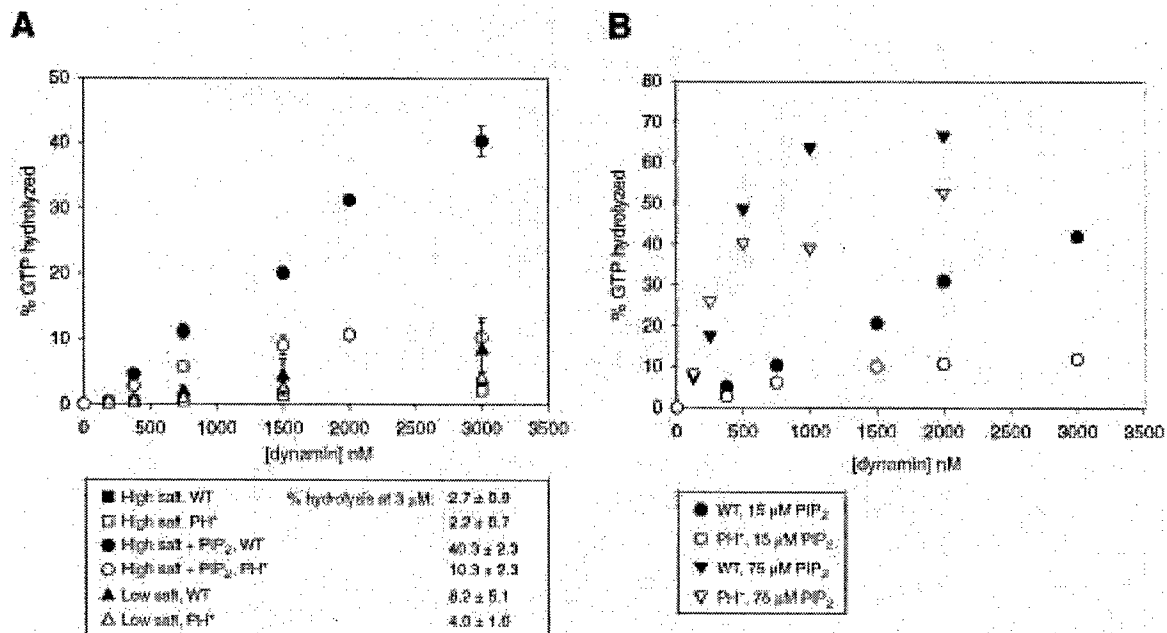 A
50
40
30
20
10
0
% GTP hydrolyzed
0 500 1000 1500 2000 2500 3000 3500
[dynamin] nM
■ High salt, WT % hydrolysis at 3 μM: 2.7 ± 0.9
□ High salt, PH* 2.2 ± 0.7
● High salt + PIP₂, WT 40.3 ± 2.3
○ High salt + PIP₂, PH* 10.3 ± 2.3
▲ Low salt, WT 8.2 ± 5.1
△ Low salt, PH* 4.0 ± 1.0
B
80
70
60
50
40
30
20
10
0
% GTP hydrolyzed
0 500 1000 1500 2000 2500 3000 3500
[dynamin] nM
● WT, 15 μM PIP₂
○ PH*, 15 μM PIP₂
▼ WT, 75 μM PIP₂
▽ PH*, 75 μM PIP₂